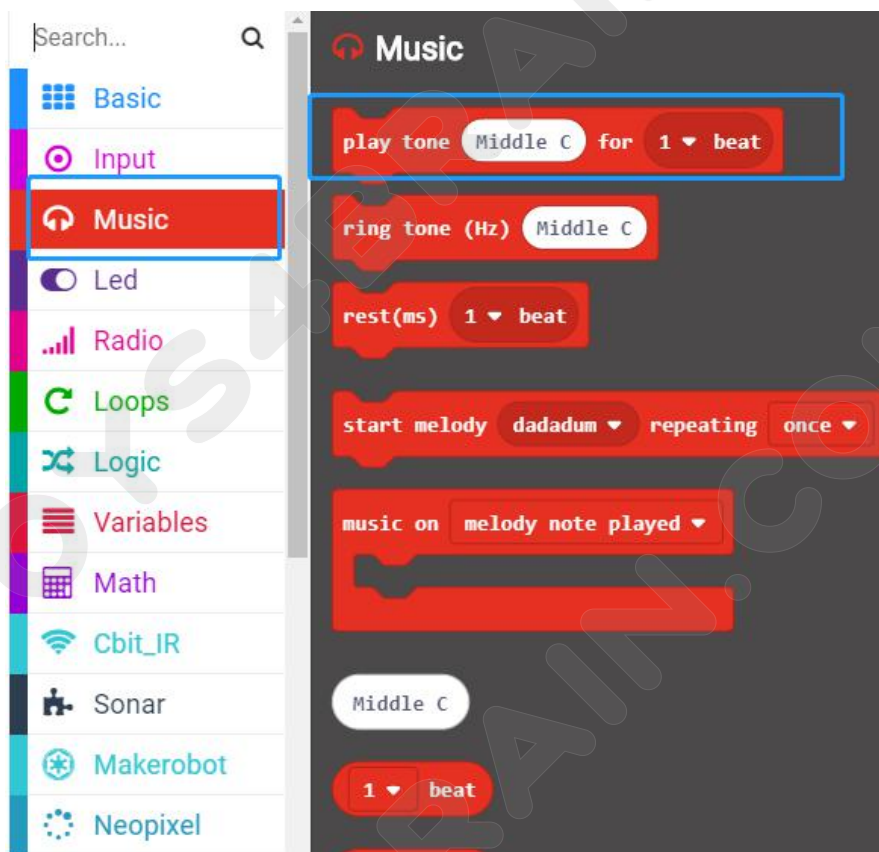 Search...
Basic
Input
Music
Led
Radio
Loops
Logic
Variables
Math
Cbit_IR
Sonar
Makerobot
Neopixel
Music
play tone Middle C for 1 beat
ring tone (Hz) Middle C
rest(ms) 1 beat
start melody dadadum repeating once
music on melody note played
Middle C
1 beat